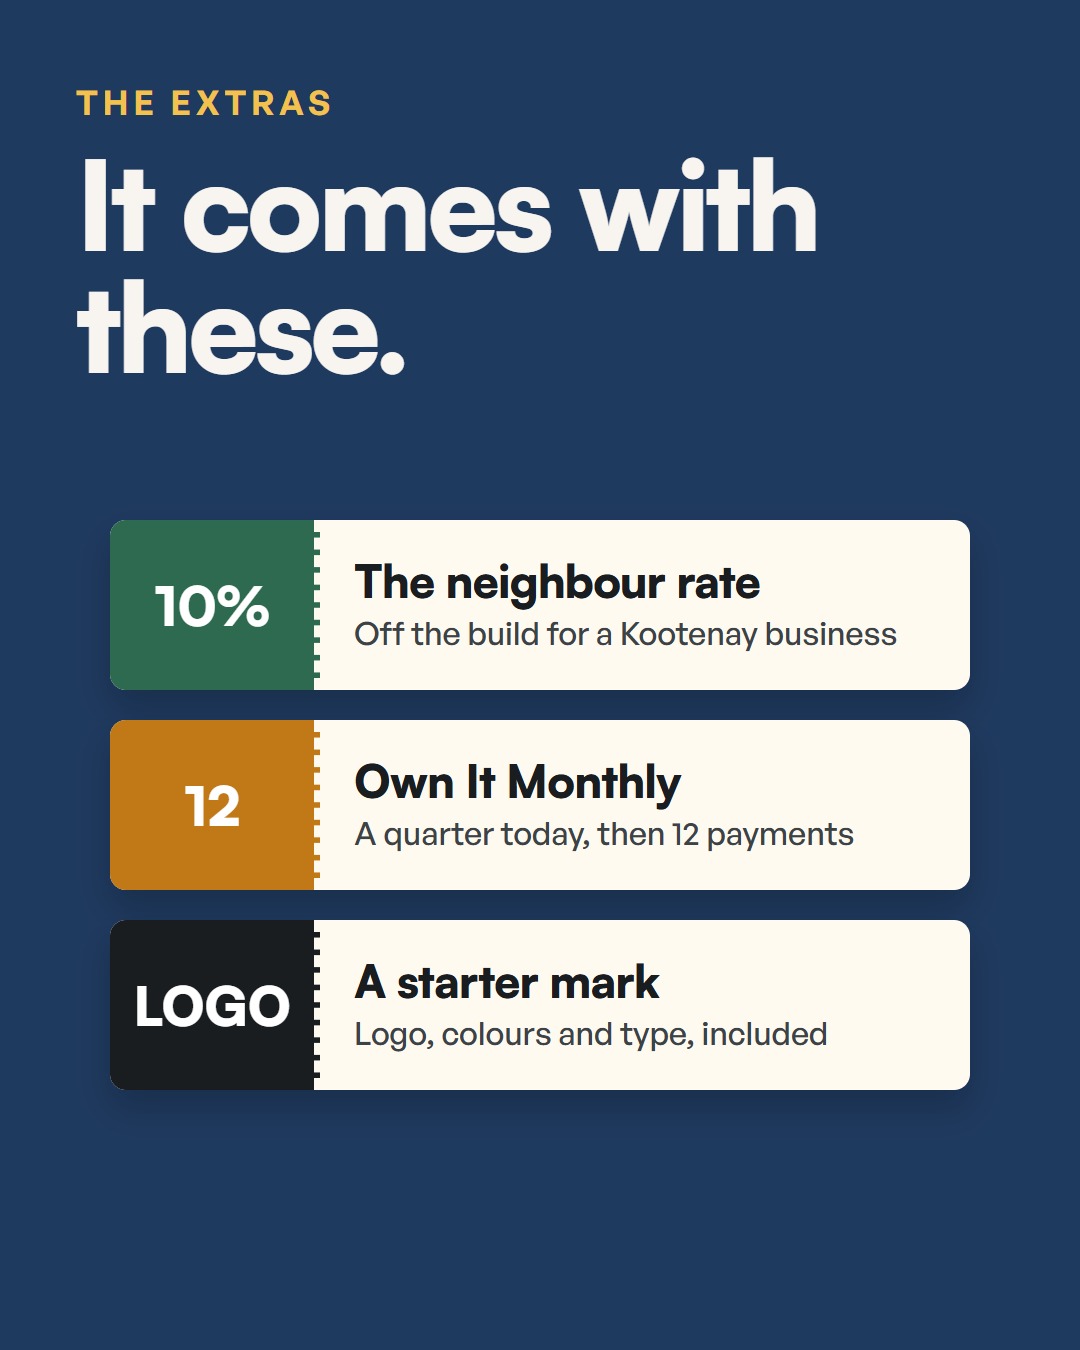 THE EXTRAS
It comes with
these.
10%
The neighbour rate
Off the build for a Kootenay business
12
Own It Monthly
A quarter today, then 12 payments
LOGO
A starter mark
Logo, colours and type, included